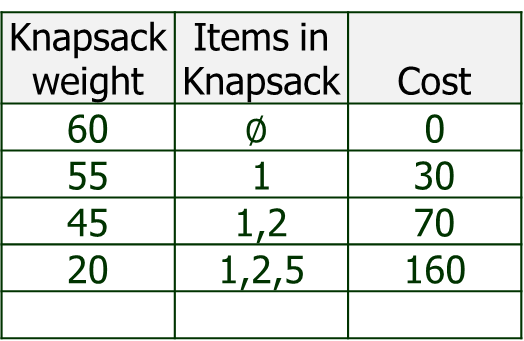 Knapsack weight Items in Knapsack Cost
60 ∅ 0
55 1 30
45 1,2 70
20 1,2,5 160